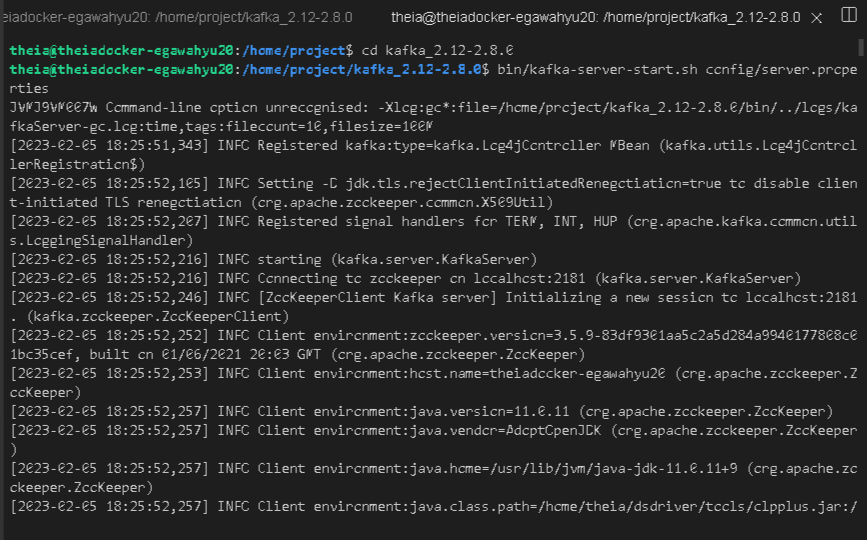 eiadocker-egawahyu20: /home/project/kafka_2.12-2.8.0 theia@theiadocker-egawahyu20: /home/project/kafka_2.12-2.8.0
theia@theiadocker-egawahyu20:/home/project$ cd kafka_2.12-2.8.0
theia@theiadocker-egawahyu20:/home/project/kafka_2.12-2.8.0$ bin/kafka-server-start.sh config/server.prope
rties
JVMJ9VM007W Command-line option unrecognised: -Xlog:gc*:file=/home/project/kafka_2.12-2.8.0/bin/../logs/ka
fkaServer-gc.log:time,tags:filecount=10,filesize=100M
[2023-02-05 18:25:51,343] INFO Registered kafka:type=kafka.Log4jController MBean (kafka.utils.Log4jControl
lerRegistration$)
[2023-02-05 18:25:52,105] INFO Setting -D jdk.tls.rejectClientInitiatedRenegotiation=true to disable clien
t-initiated TLS renegotiation (org.apache.zookeeper.common.X509Util)
[2023-02-05 18:25:52,207] INFO Registered signal handlers for TERM, INT, HUP (org.apache.kafka.common.util
s.LoggingSignalHandler)
[2023-02-05 18:25:52,216] INFO starting (kafka.server.KafkaServer)
[2023-02-05 18:25:52,216] INFO Connecting to zookeeper on localhost:2181 (kafka.server.KafkaServer)
[2023-02-05 18:25:52,246] INFO [ZooKeeperClient Kafka server] Initializing a new session to localhost:2181
. (kafka.zookeeper.ZooKeeperClient)
[2023-02-05 18:25:52,252] INFO Client environment:zookeeper.version=3.5.9-83df9301aa5c2a5d284a9940177808c0
1bc35cef, built on 01/06/2021 20:03 GMT (org.apache.zookeeper.ZooKeeper)
[2023-02-05 18:25:52,253] INFO Client environment:host.name=theiadocker-egawahyu20 (org.apache.zookeeper.Z
ooKeeper)
[2023-02-05 18:25:52,257] INFO Client environment:java.version=11.0.11 (org.apache.zookeeper.ZooKeeper)
[2023-02-05 18:25:52,257] INFO Client environment:java.vendor=AdoptOpenJDK (org.apache.zookeeper.ZooKeeper
)
[2023-02-05 18:25:52,257] INFO Client environment:java.home=/usr/lib/jvm/java-jdk-11.0.11+9 (org.apache.zo
okeeper.ZooKeeper)
[2023-02-05 18:25:52,257] INFO Client environment:java.class.path=/home/theia/dsdriver/tools/clpplus.jar:/